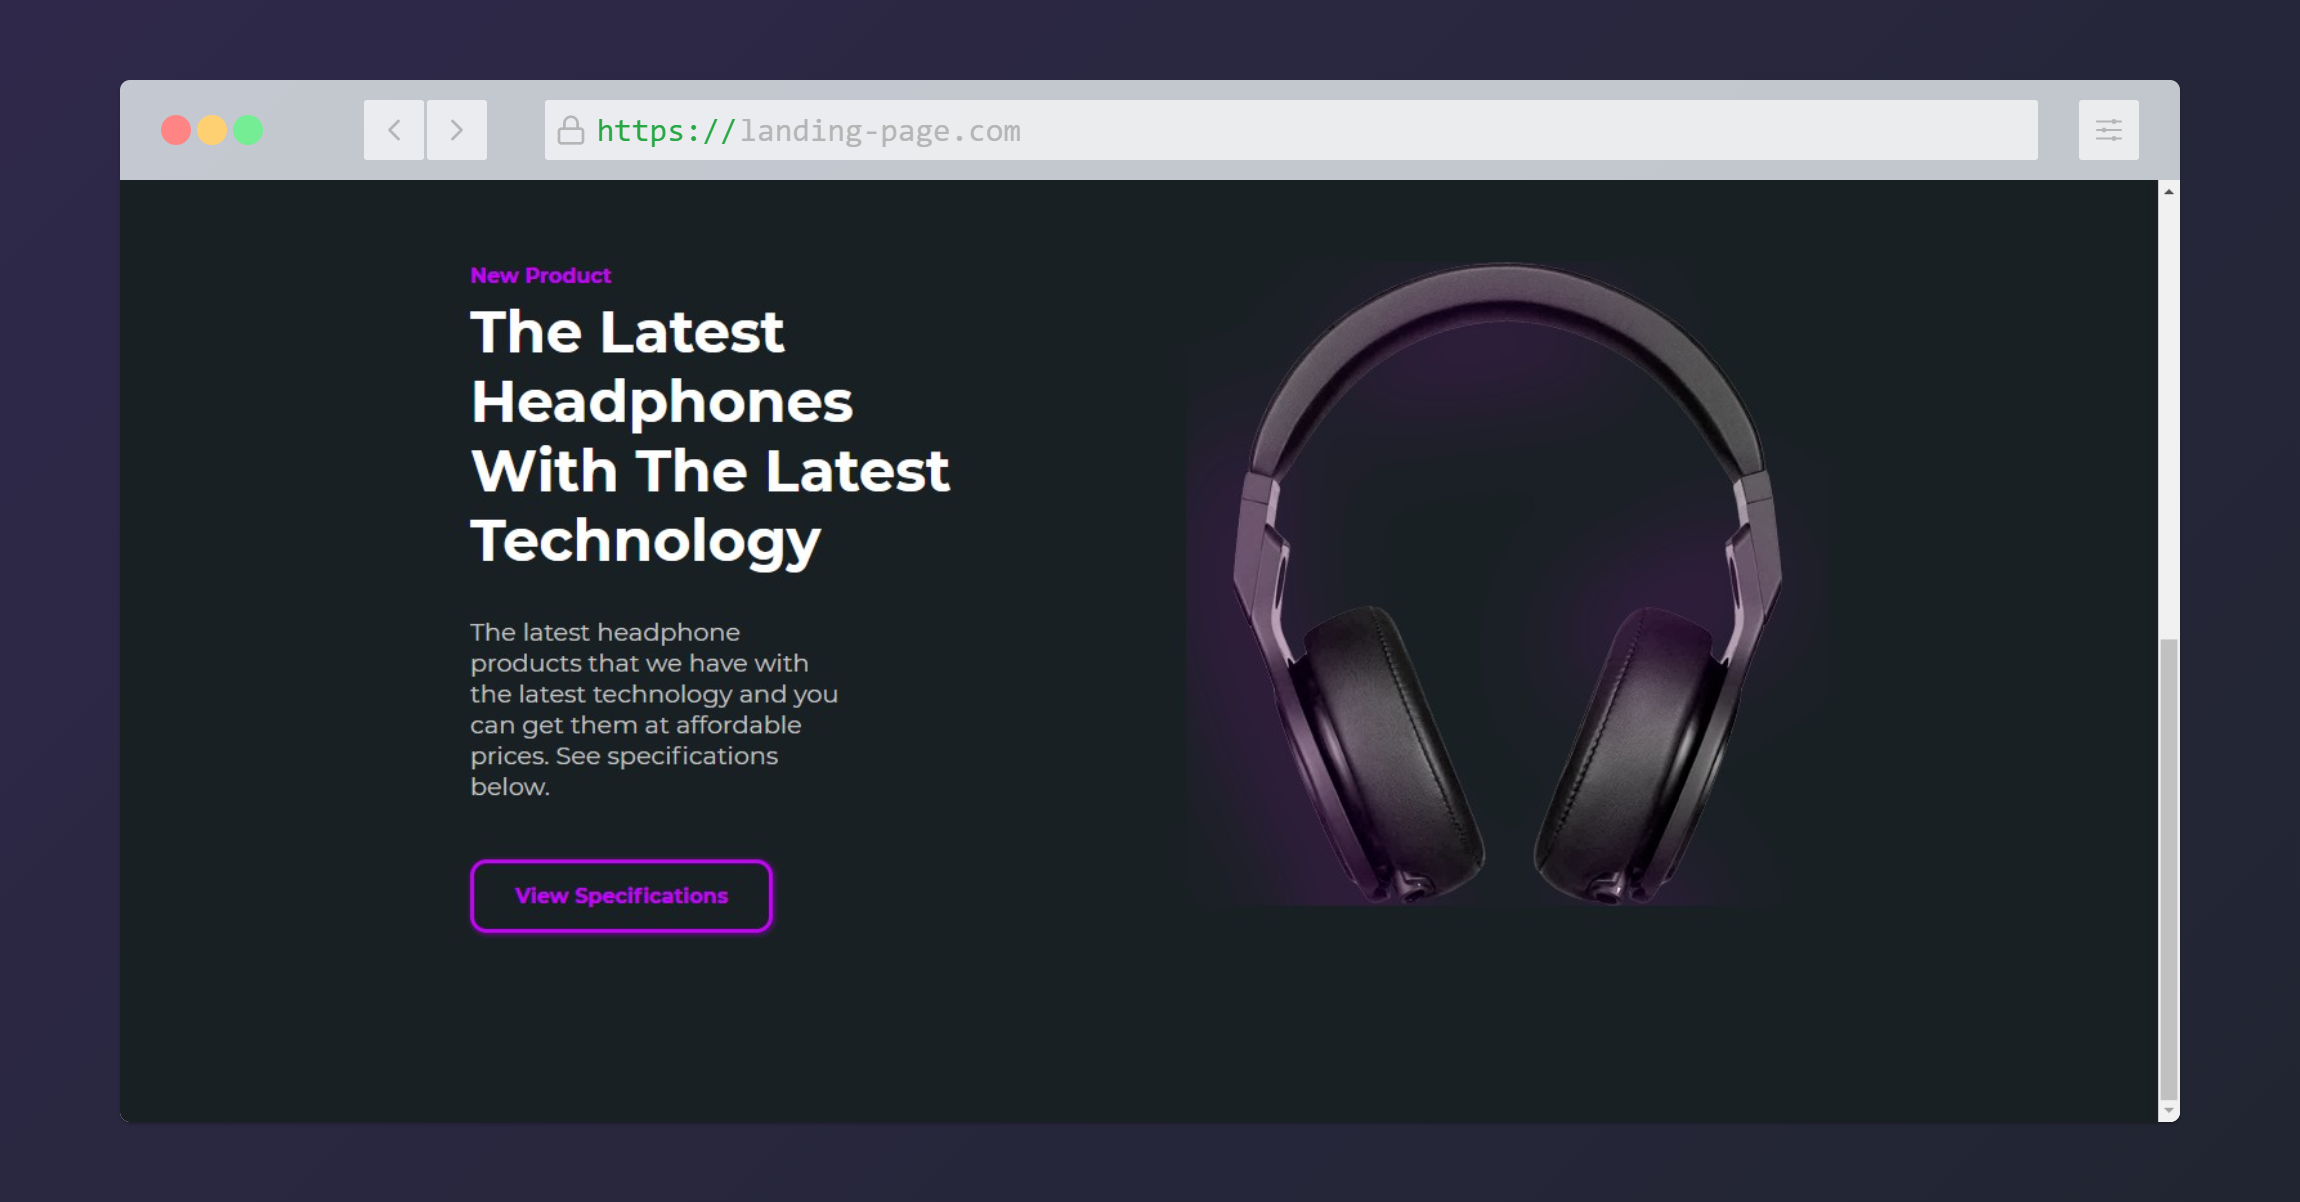 https://landing-page.com
New Product
The Latest
Headphones
With The Latest
Technology
The latest headphone
products that we have with
the latest technology and you
can get them at affordable
prices. See specifications
below.
View Specifications